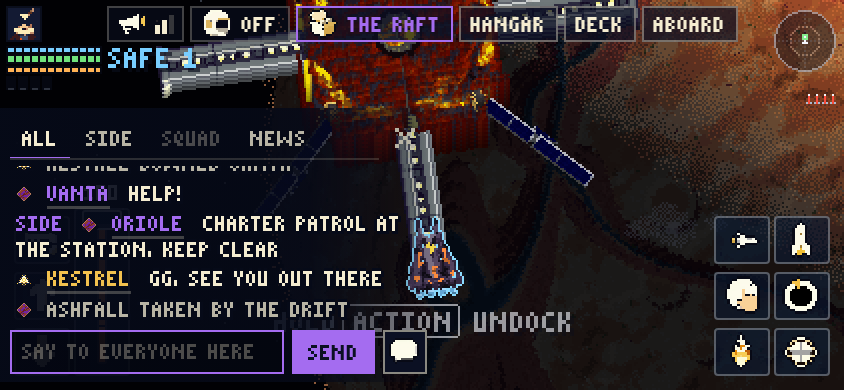 OFF
THE RAFT
HANGAR
DECK
ABOARD
SAFE 1
ALL SIDE SQUAD NEWS
VANTA HELP!
SIDE ORIOLE CHARTER PATROL AT
THE STATION. KEEP CLEAR
KESTREL GG. SEE YOU OUT THERE
ASHFALL TAKEN BY THE DRIFT
ACTION UNDOCK
SAY TO EVERYONE HERE
SEND